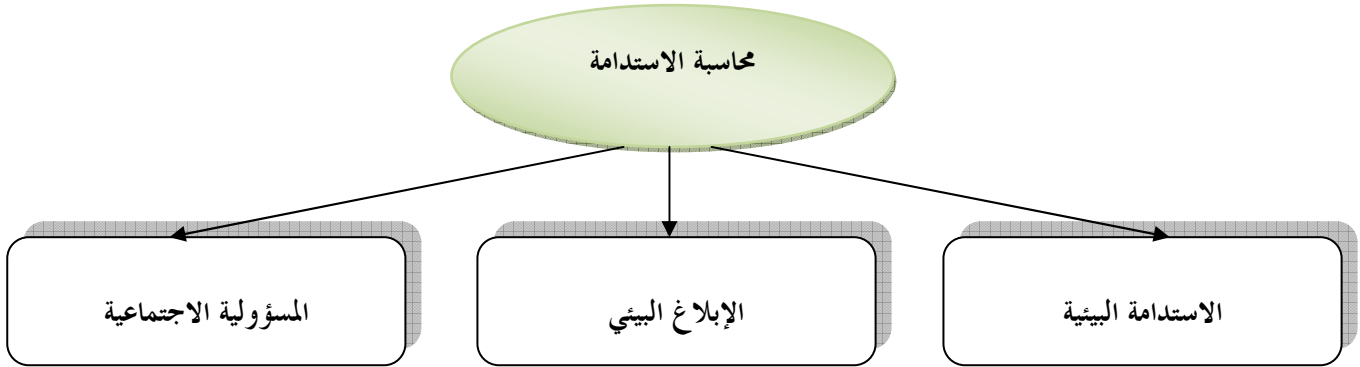 محاسبة الاستدامة
الاستدامة البيئية
الإبلاغ البيئي
المسؤولية الاجتماعية